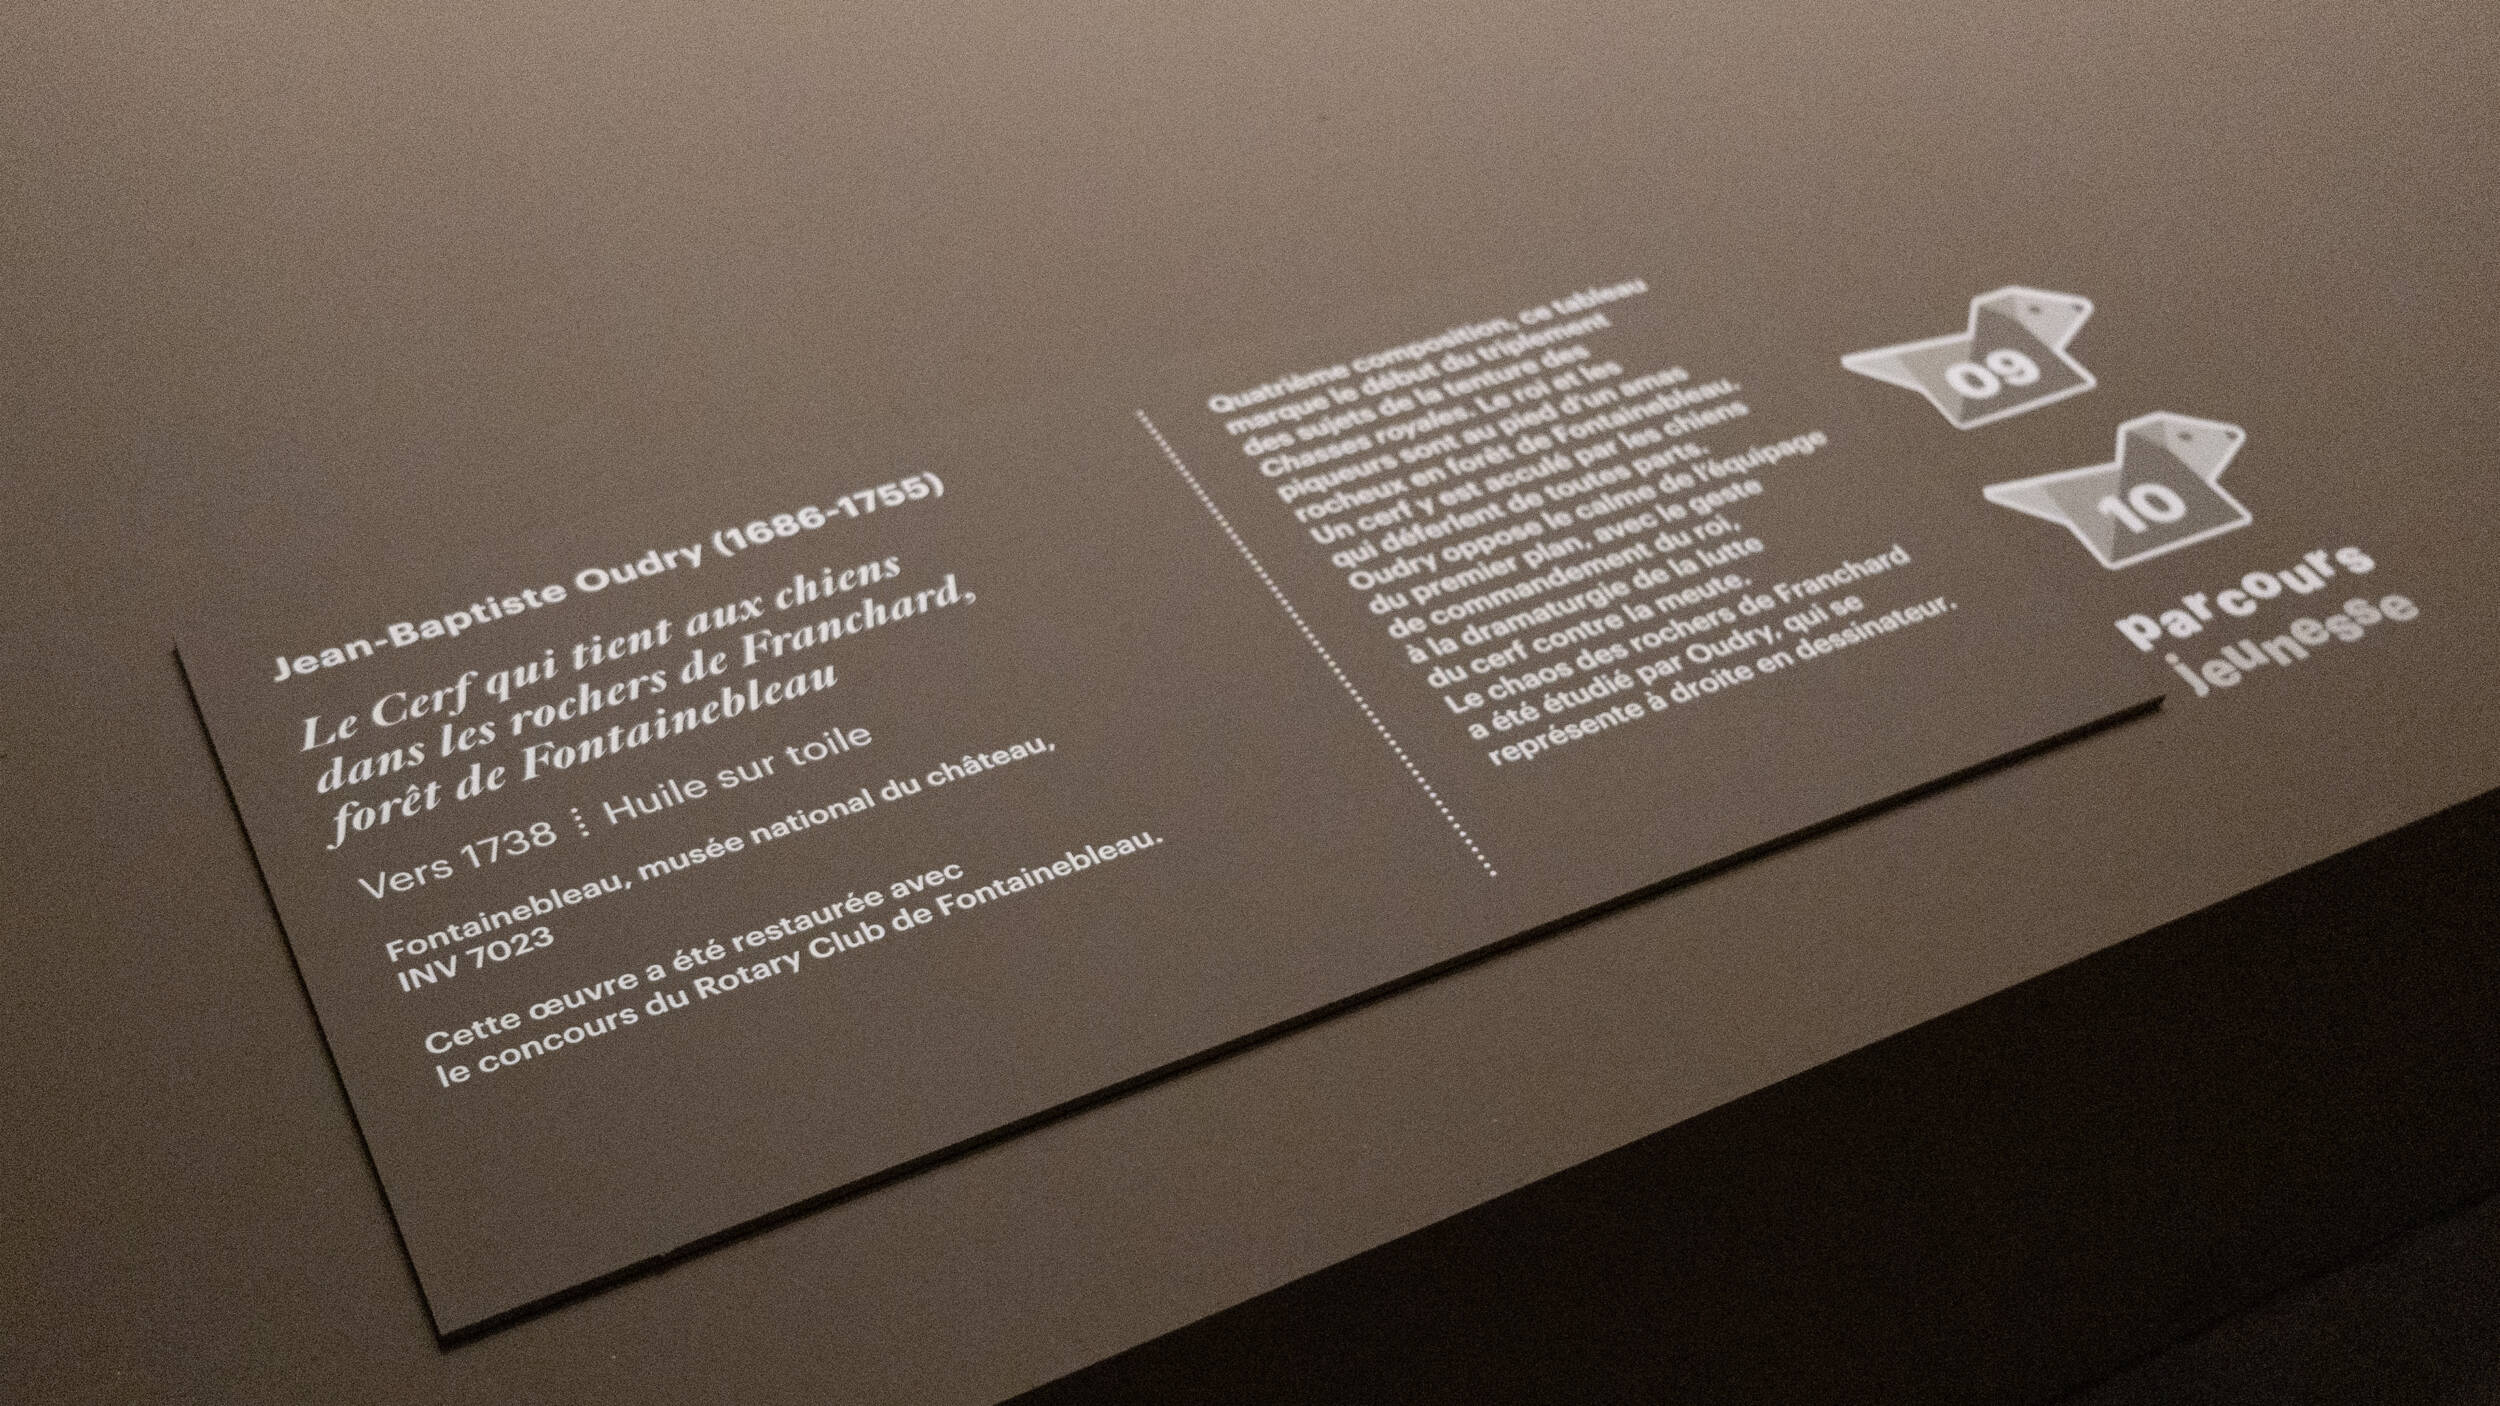 Jean-Baptiste Oudry (1686-1755)
Le Cerf qui tient aux chiens
dans les rochers de Franchard,
forêt de Fontainebleau
Vers 1738 ⁞ Huile sur toile
Fontainebleau, musée national du château,
INV 7023
Cette œuvre a été restaurée avec
le concours du Rotary Club de Fontainebleau.
Quatrième composition, ce tableau
marque le début du triplement
des sujets de la tenture des
Chasses royales. Le roi et les
piqueurs sont au pied d'un amas
rocheux en forêt de Fontainebleau.
Un cerf y est acculé par les chiens
qui déferlent de toutes parts.
Oudry oppose le calme de l'équipage
du premier plan, avec le geste
de commandement du roi,
à la dramaturgie de la lutte
du cerf contre la meute.
Le chaos des rochers de Franchard
a été étudié par Oudry, qui se
représente à droite en dessinateur.
09
10
parcours
jeunesse